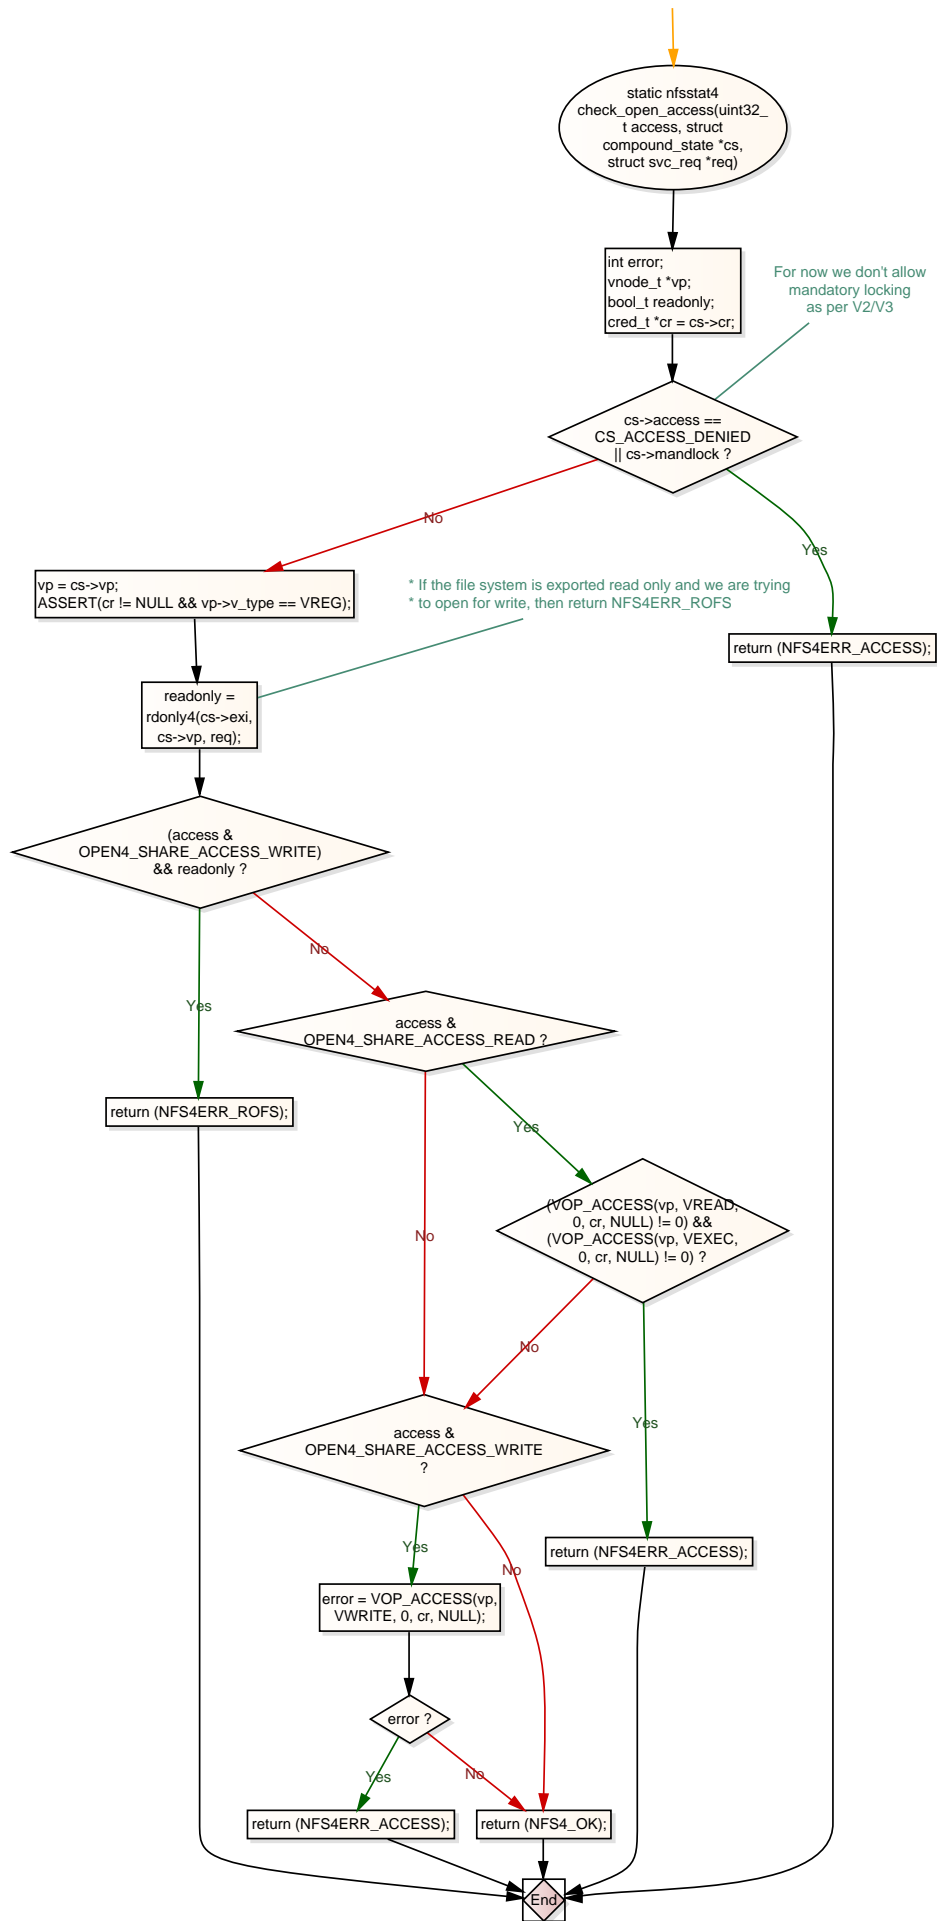 static nfsstat4
check_open_access(uint32_
t access, struct
compound_state *cs,
struct svc_req *req)
int error;
vnode_t *vp;
bool_t readonly;
cred_t *cr = cs->cr;
For now we don't allow
mandatory locking
as per V2/V3
cs->access ==
CS_ACCESS_DENIED
|| cs->mandlock ?
No
Yes
vp = cs->vp;
ASSERT(cr != NULL && vp->v_type == VREG);
* If the file system is exported read only and we are trying
* to open for write, then return NFS4ERR_ROFS
return (NFS4ERR_ACCESS);
readonly =
rdonly4(cs->exi,
cs->vp, req);
(access &
OPEN4_SHARE_ACCESS_WRITE)
&& readonly ?
No
Yes
access &
OPEN4_SHARE_ACCESS_READ ?
return (NFS4ERR_ROFS);
Yes
No
(VOP_ACCESS(vp, VREAD,
0, cr, NULL) != 0) &&
(VOP_ACCESS(vp, VEXEC,
0, cr, NULL) != 0) ?
No
Yes
access &
OPEN4_SHARE_ACCESS_WRITE
?
Yes
No
return (NFS4ERR_ACCESS);
error = VOP_ACCESS(vp,
VWRITE, 0, cr, NULL);
error ?
Yes
No
return (NFS4ERR_ACCESS);
return (NFS4_OK);
End